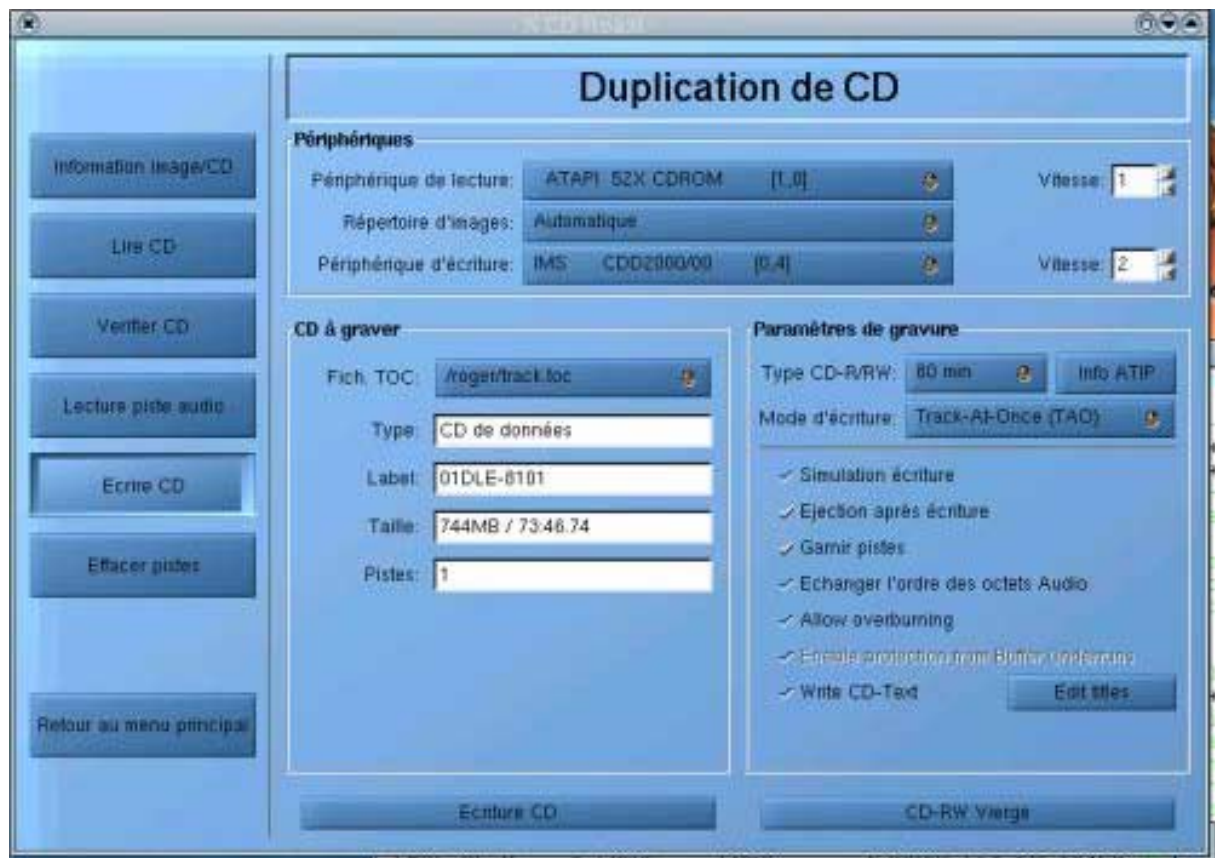 Duplication de CD
Information Image/CD
Lire CD
Verifier CD
Lecture piste audio
Ecrire CD
Effacer pistes
Retour au menu principal
Périphériques
Périphérique de lecture: ATAPI 52X CDROM [1,0] Vitesse: 1
Répertoire d'images: Automatique
Périphérique d'écriture: IMS CDD2000/00 [0,4] Vitesse: 2
CD à graver
Fich. TOC: /roger/track.toc
Type: CD de données
Label: 01DLE-8101
Taille: 744MB / 73:46.74
Pistes: 1
Paramètres de gravure
Type CD-R/RW: 80 min Info ATIP
Mode d'écriture: Track-At-Once (TAO)
Simulation écriture
Ejection après écriture
Garnir pistes
Echanger l'ordre des octets Audio
Allow overburning
protection from Buffer Underruns
Write CD-Text Edit titles
Ecriture CD
CD-RW Vierge